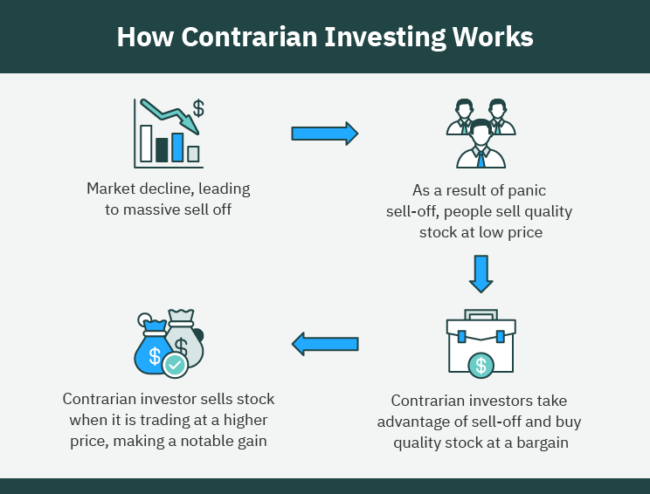 How Contrarian Investing Works
$
Market decline, leading
to massive sell off
As a result of panic
sell-off, people sell quality
stock at low price
$
Contrarian investors take
advantage of sell-off and buy
quality stock at a bargain
$ $
Contrarian investor sells stock
when it is trading at a higher
price, making a notable gain